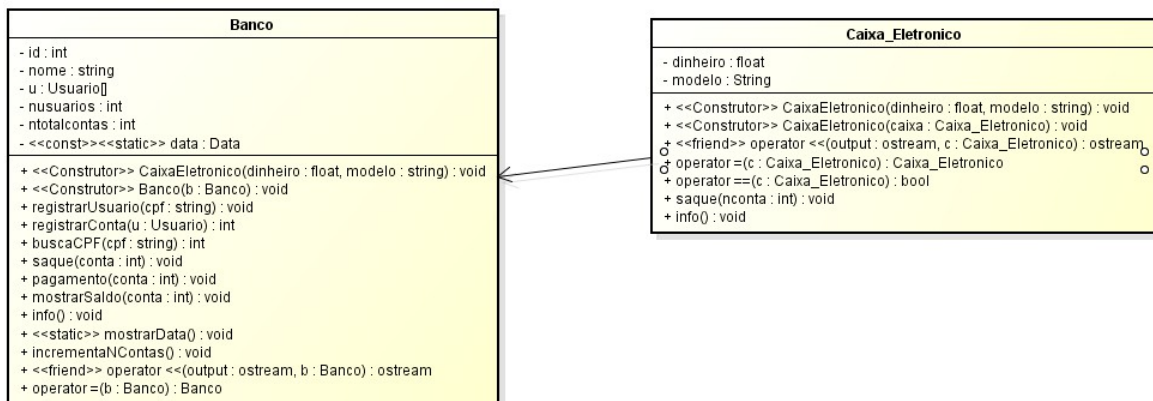 Banco
- id : int
- nome : string
- u : Usuario[]
- nusuarios : int
- ntotalcontas : int
- <<const>><<static>> data : Data
+ <<Construtor>> CaixaEletronico(dinheiro : float, modelo : string) : void
+ <<Construtor>> Banco(b : Banco) : void
+ registrarUsuario(cpf : string) : void
+ registrarConta(u : Usuario) : int
+ buscaCPF(cpf : string) : int
+ saque(conta : int) : void
+ pagamento(conta : int) : void
+ mostrarSaldo(conta : int) : void
+ info() : void
+ <<static>> mostrarData() : void
+ incrementaNContas() : void
+ <<friend>> operator <<(output : ostream, b : Banco) : ostream
+ operator =(b : Banco) : Banco
Caixa_Eletronico
- dinheiro : float
- modelo : String
+ <<Construtor>> CaixaEletronico(dinheiro : float, modelo : string) : void
+ <<Construtor>> CaixaEletronico(caixa : Caixa_Eletronico) : void
+ <<friend>> operator <<(output : ostream, c : Caixa_Eletronico) : ostream
+ operator =(c : Caixa_Eletronico) : Caixa_Eletronico
+ operator ==(c : Caixa_Eletronico) : bool
+ saque(nconta : int) : void
+ info() : void